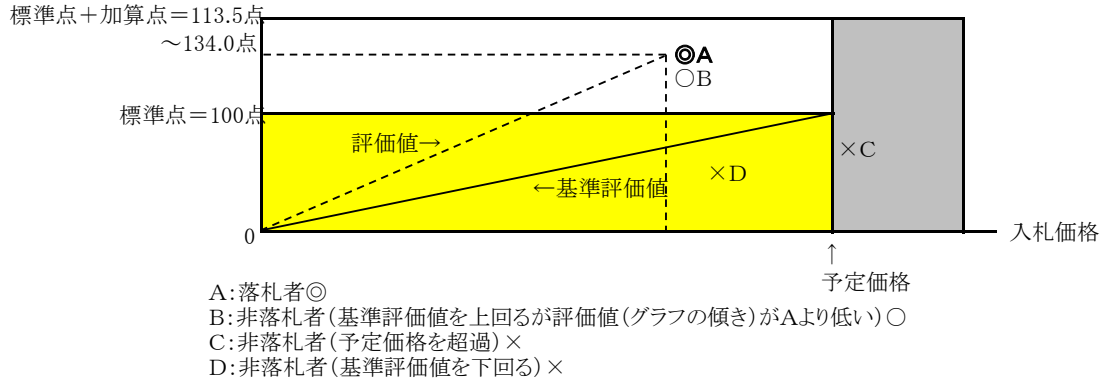 標準点+加算点=113.5点
~134.0点
◎A
○B
標準点=100点
評価値→
×C
×D
←基準評価値
0
入札価格
↑
予定価格
A:落札者◎
B:非落札者(基準評価値を上回るが評価値(グラフの傾き)がAより低い)○
C:非落札者(予定価格を超過)×
D:非落札者(基準評価値を下回る)×